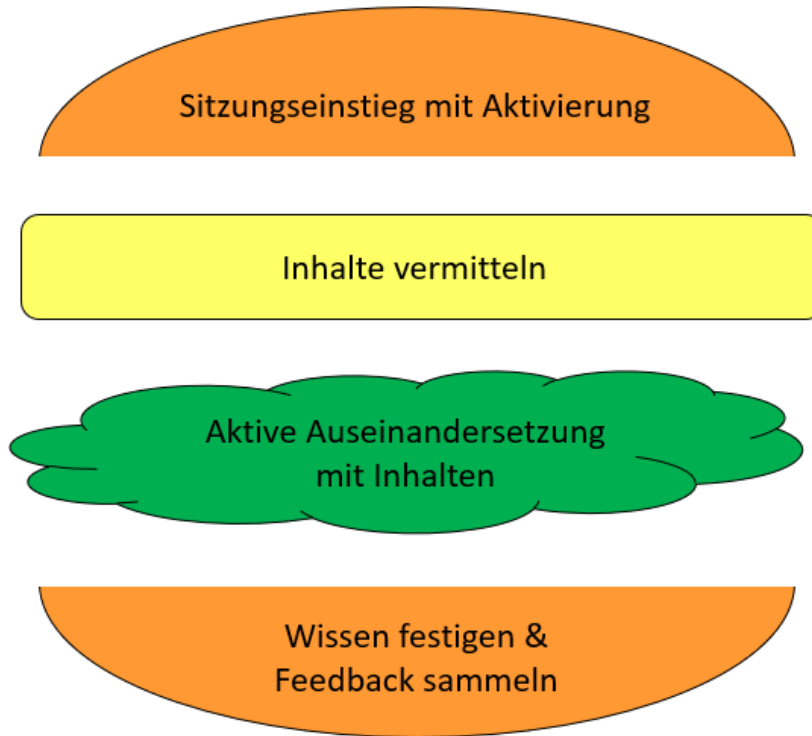 Sitzungseinstieg mit Aktivierung
Inhalte vermitteln
Aktive Auseinandersetzung
mit Inhalten
Wissen festigen &
Feedback sammeln